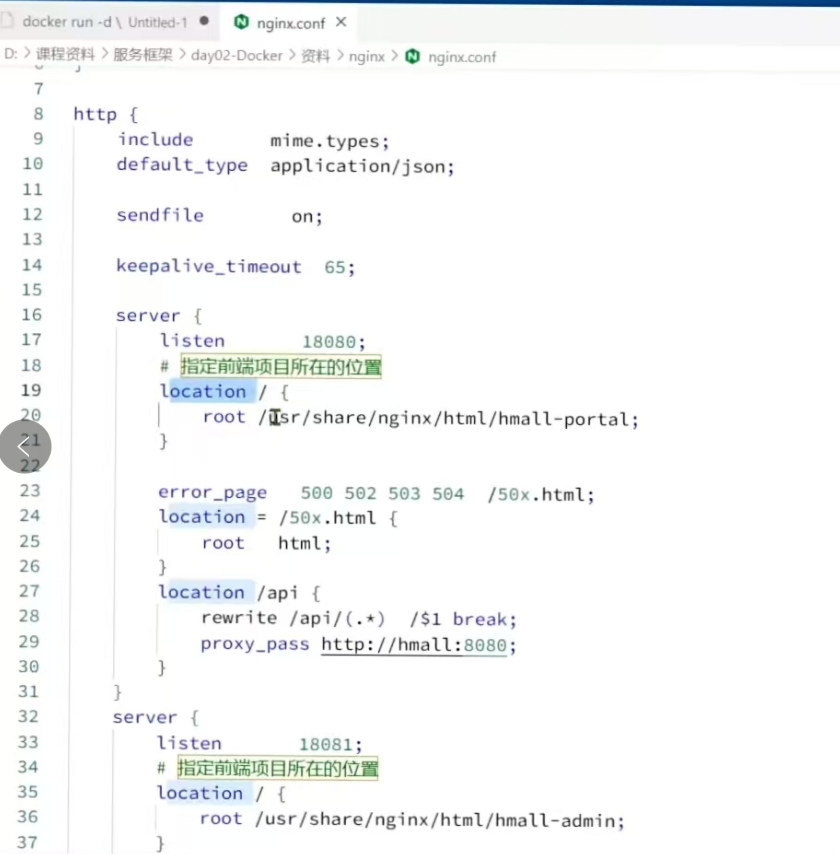 docker run -d \ Untitled-1 ● nginx.conf ×
D: > 课程资料 > 服务框架 > day02-Docker > 资料 > nginx > nginx.conf
7
8 http {
9 include mime.types;
10 default_type application/json;
11
12 sendfile on;
13
14 keepalive_timeout 65;
15
16 server {
17 listen 18080;
18 # 指定前端项目所在的位置
19 location / {
20 root /usr/share/nginx/html/hmall-portal;
21 }
22
23 error_page 500 502 503 504 /50x.html;
24 location = /50x.html {
25 root html;
26 }
27 location /api {
28 rewrite /api/(.*) /$1 break;
29 proxy_pass http://hmall:8080;
30 }
31 }
32 server {
33 listen 18081;
34 # 指定前端项目所在的位置
35 location / {
36 root /usr/share/nginx/html/hmall-admin;
37 }